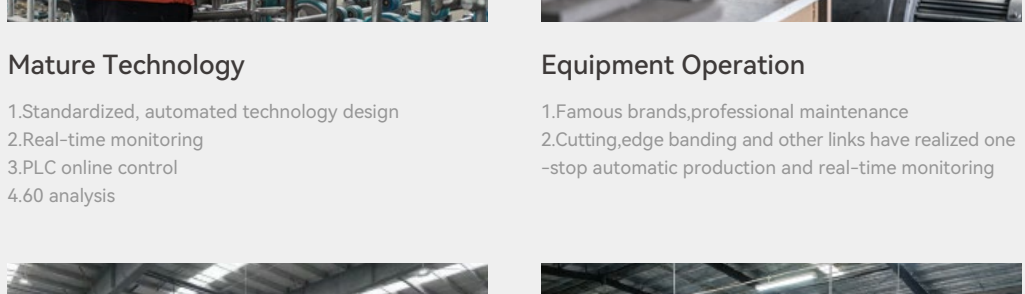 Mature Technology
1.Standardized, automated technology design
2.Real-time monitoring
3.PLC online control
4.60 analysis
Equipment Operation
1.Famous brands,professional maintenance
2.Cutting,edge banding and other links have realized one
-stop automatic production and real-time monitoring